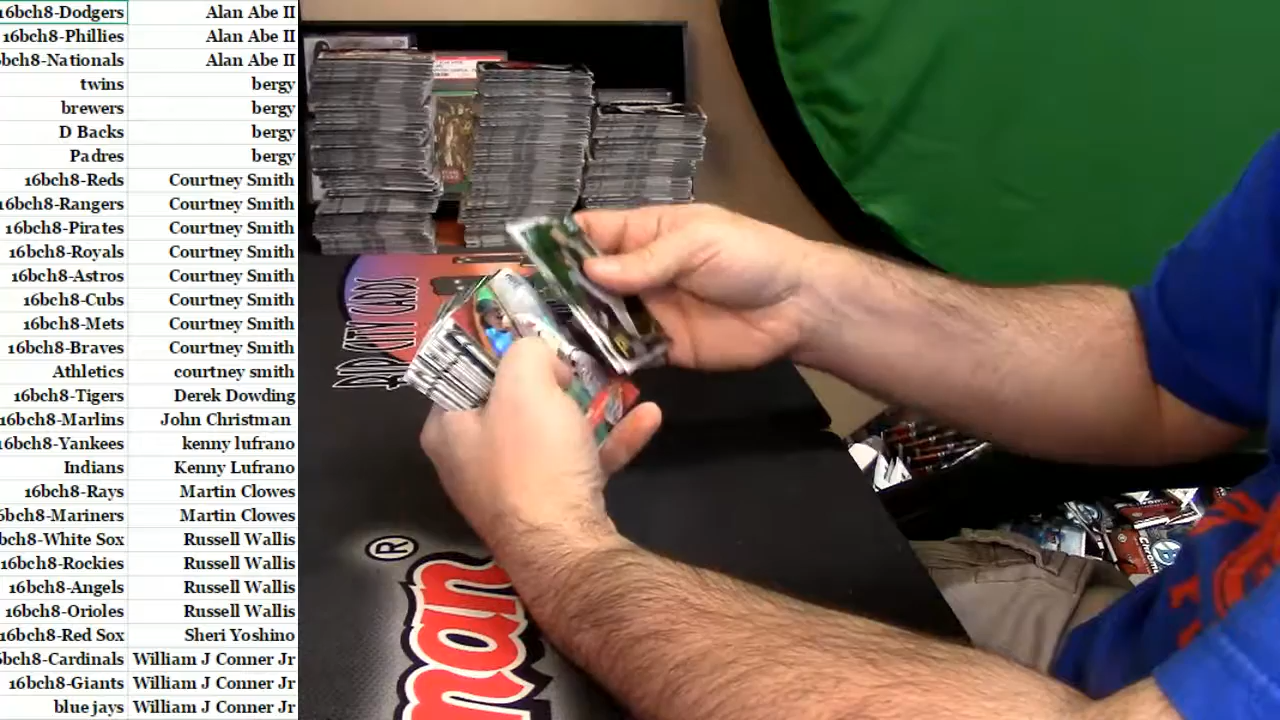 16bch8-Dodgers Alan Abe II
16bch8-Phillies Alan Abe II
bch8-Nationals Alan Abe II
twins bergy
brewers bergy
D Backs bergy
Padres bergy
16bch8-Reds Courtney Smith
16bch8-Rangers Courtney Smith
16bch8-Pirates Courtney Smith
16bch8-Royals Courtney Smith
16bch8-Astros Courtney Smith
16bch8-Cubs Courtney Smith
16bch8-Mets Courtney Smith
16bch8-Braves Courtney Smith
Athletics courtney smith
16bch8-Tigers Derek Dowding
16bch8-Marlins John Christman
16bch8-Yankees kenny lufrano
Indians Kenny Lufrano
16bch8-Rays Martin Clowes
6bch8-Mariners Martin Clowes
bch8-White Sox Russell Wallis
16bch8-Rockies Russell Wallis
16bch8-Angels Russell Wallis
16bch8-Orioles Russell Wallis
16bch8-Red Sox Sheri Yoshino
bch8-Cardinals William J Conner Jr
16bch8-Giants William J Conner Jr
blue jays William J Conner Jr
RIP CITY CARDS
®
man